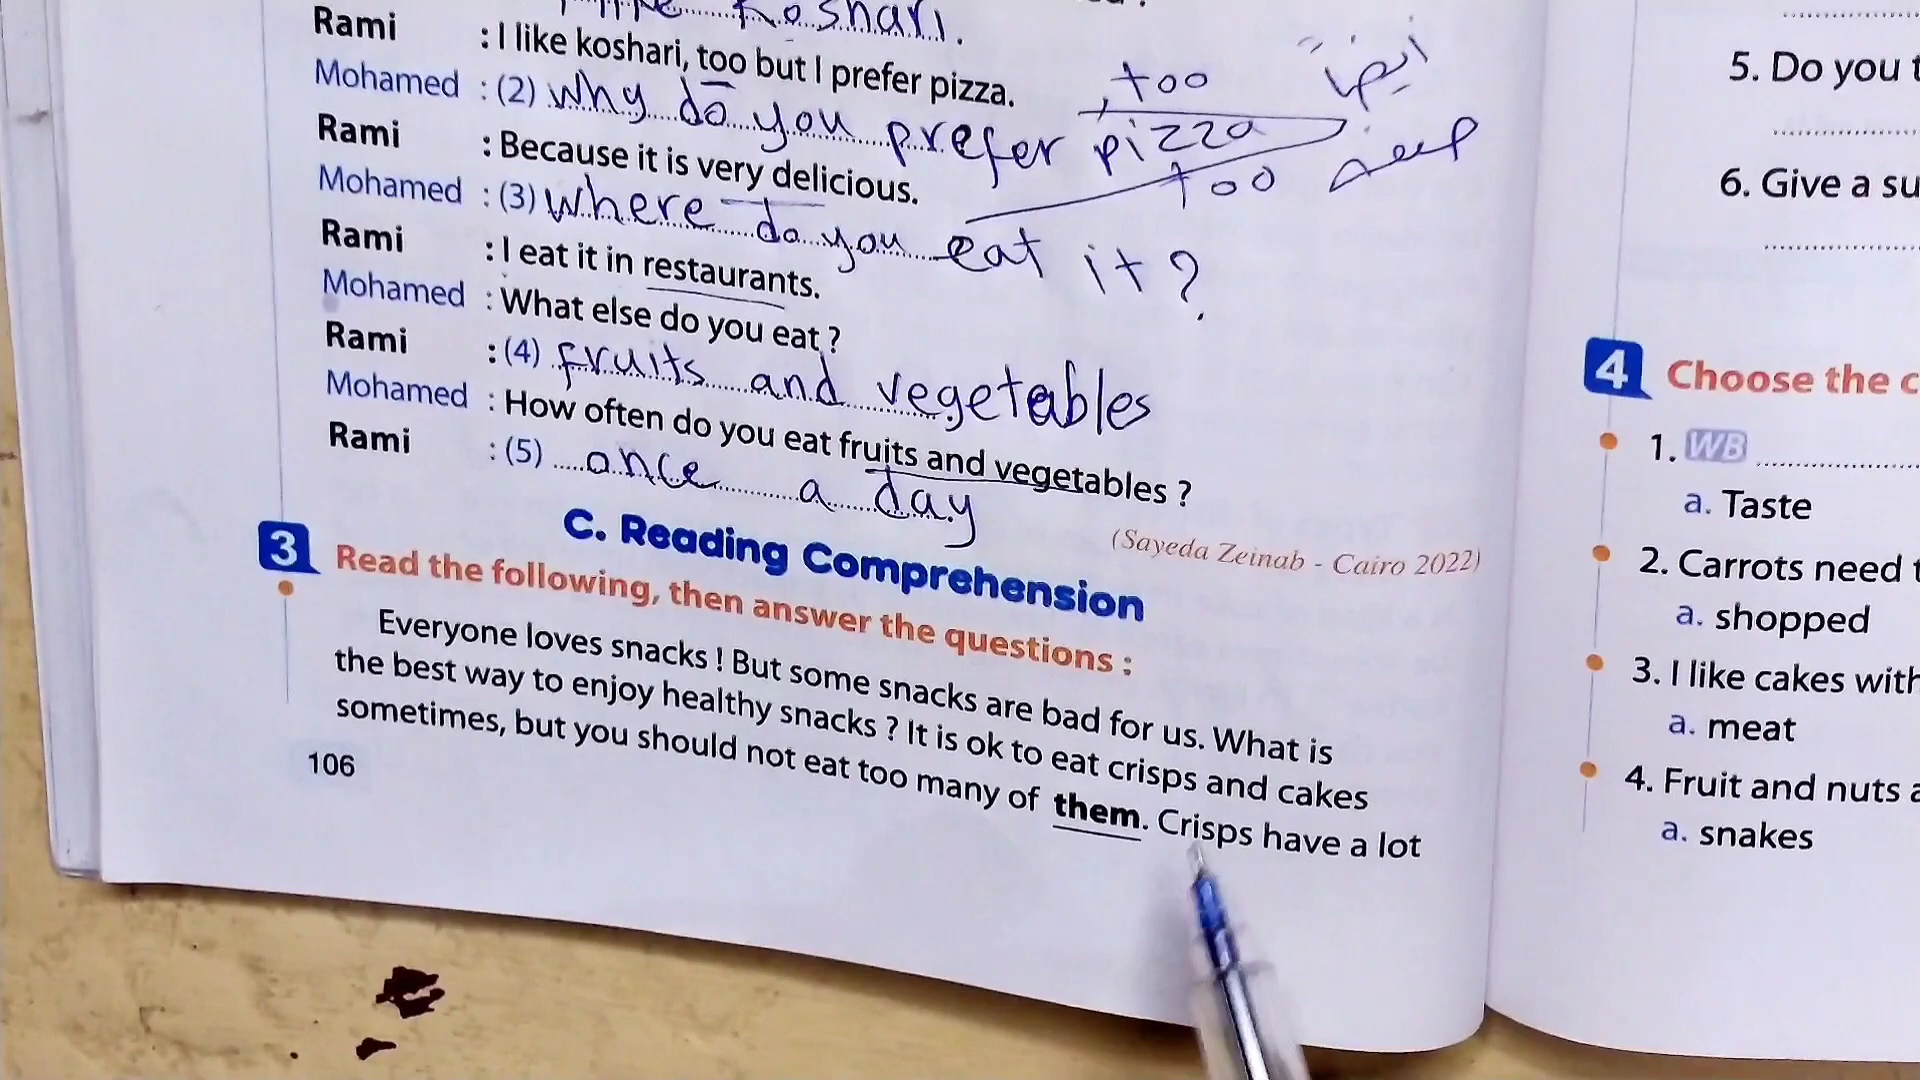 Koshari.
Rami : I like koshari, too but I prefer pizza.
, too ايضا
Mohamed : (2) why do you prefer pizza
too
Rami : Because it is very delicious.
Mohamed : (3) where do you eat it ?
Rami : I eat it in restaurants.
Mohamed : What else do you eat ?
Rami : (4) fruits and vegetables
Mohamed : How often do you eat fruits and vegetables ?
Rami : (5) once a day
(Sayeda Zeinab - Cairo 2022)
C. Reading Comprehension
3 Read the following, then answer the questions :
Everyone loves snacks ! But some snacks are bad for us. What is
the best way to enjoy healthy snacks ? It is ok to eat crisps and cakes
sometimes, but you should not eat too many of them. Crisps have a lot
106
5. Do you
6. Give a
4 Choose the
1. WB
a. Taste
2. Carrots need
a. shopped
3. I like cakes with
a. meat
4. Fruit and nuts
a. snakes